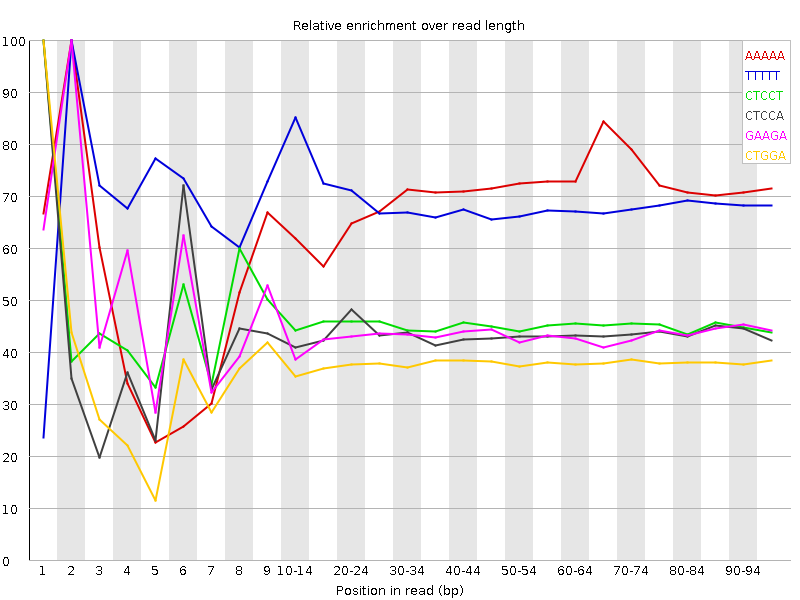 Relative enrichment over read length
100
90
80
70
60
50
40
30
20
10
0
AAAAA
TTTTT
CTCCT
CTCCA
GAAGA
CTGGA
1 2 3 4 5 6 7 8 9 10-14 20-24 30-34 40-44 50-54 60-64 70-74 80-84 90-94
Position in read (bp)